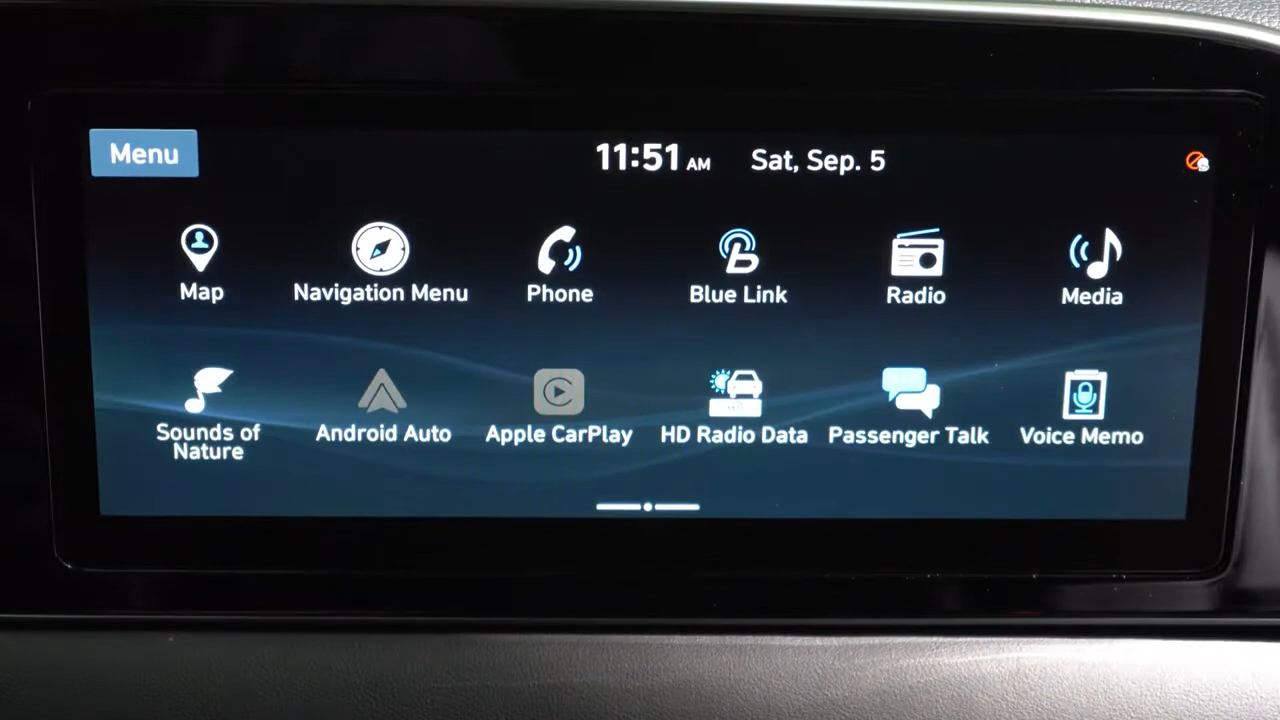 Menu
11:51 AM Sat, Sep. 5
Map
Navigation Menu
Phone
Blue Link
Radio
Media
Sounds of
Nature
Android Auto
Apple CarPlay
HD Radio Data
Passenger Talk
Voice Memo